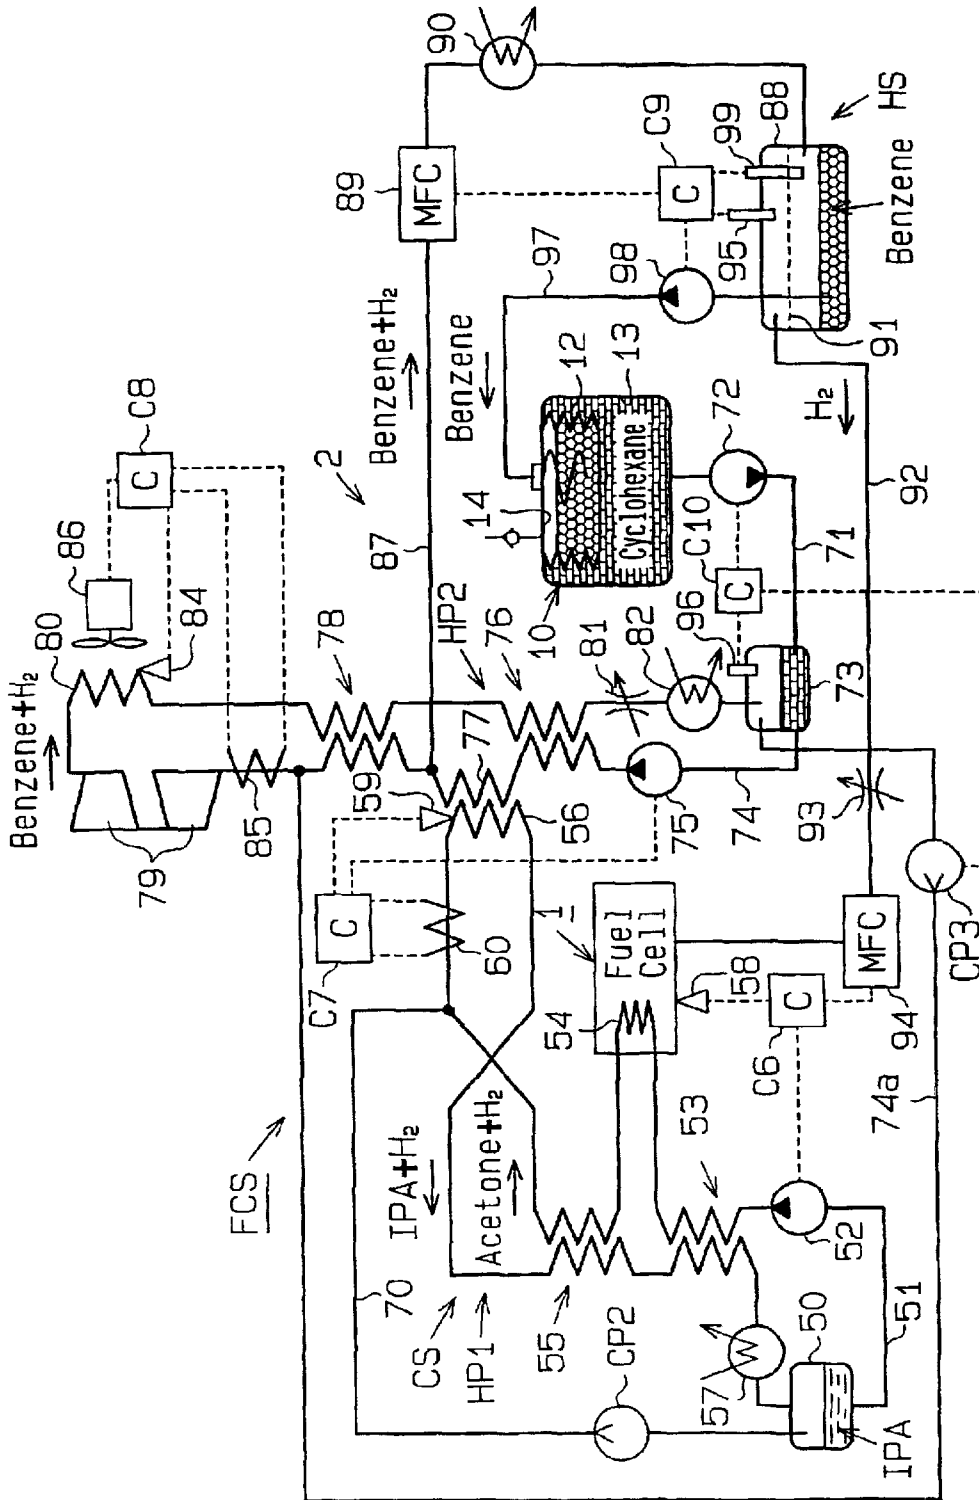 FCS
CS
HP1
70
IPA+H₂
Acetone+H₂
55
CP2
57
50
IPA
51
52
53
54
Fuel
Cell
1
58
C
C6
MFC
94
74a
CP3
C7
C
60
59
56
77
79
Benzene+H₂
80
85
84
86
C
C8
78
HP2
76
2
87
Benzene+H₂
Benzene
14
12
13
Cyclohexane
10
81
82
75
74
73
96
C10
C
72
71
93
92
H₂
97
98
MFC
89
90
C
C9
95
99
88
91
Benzene
HS